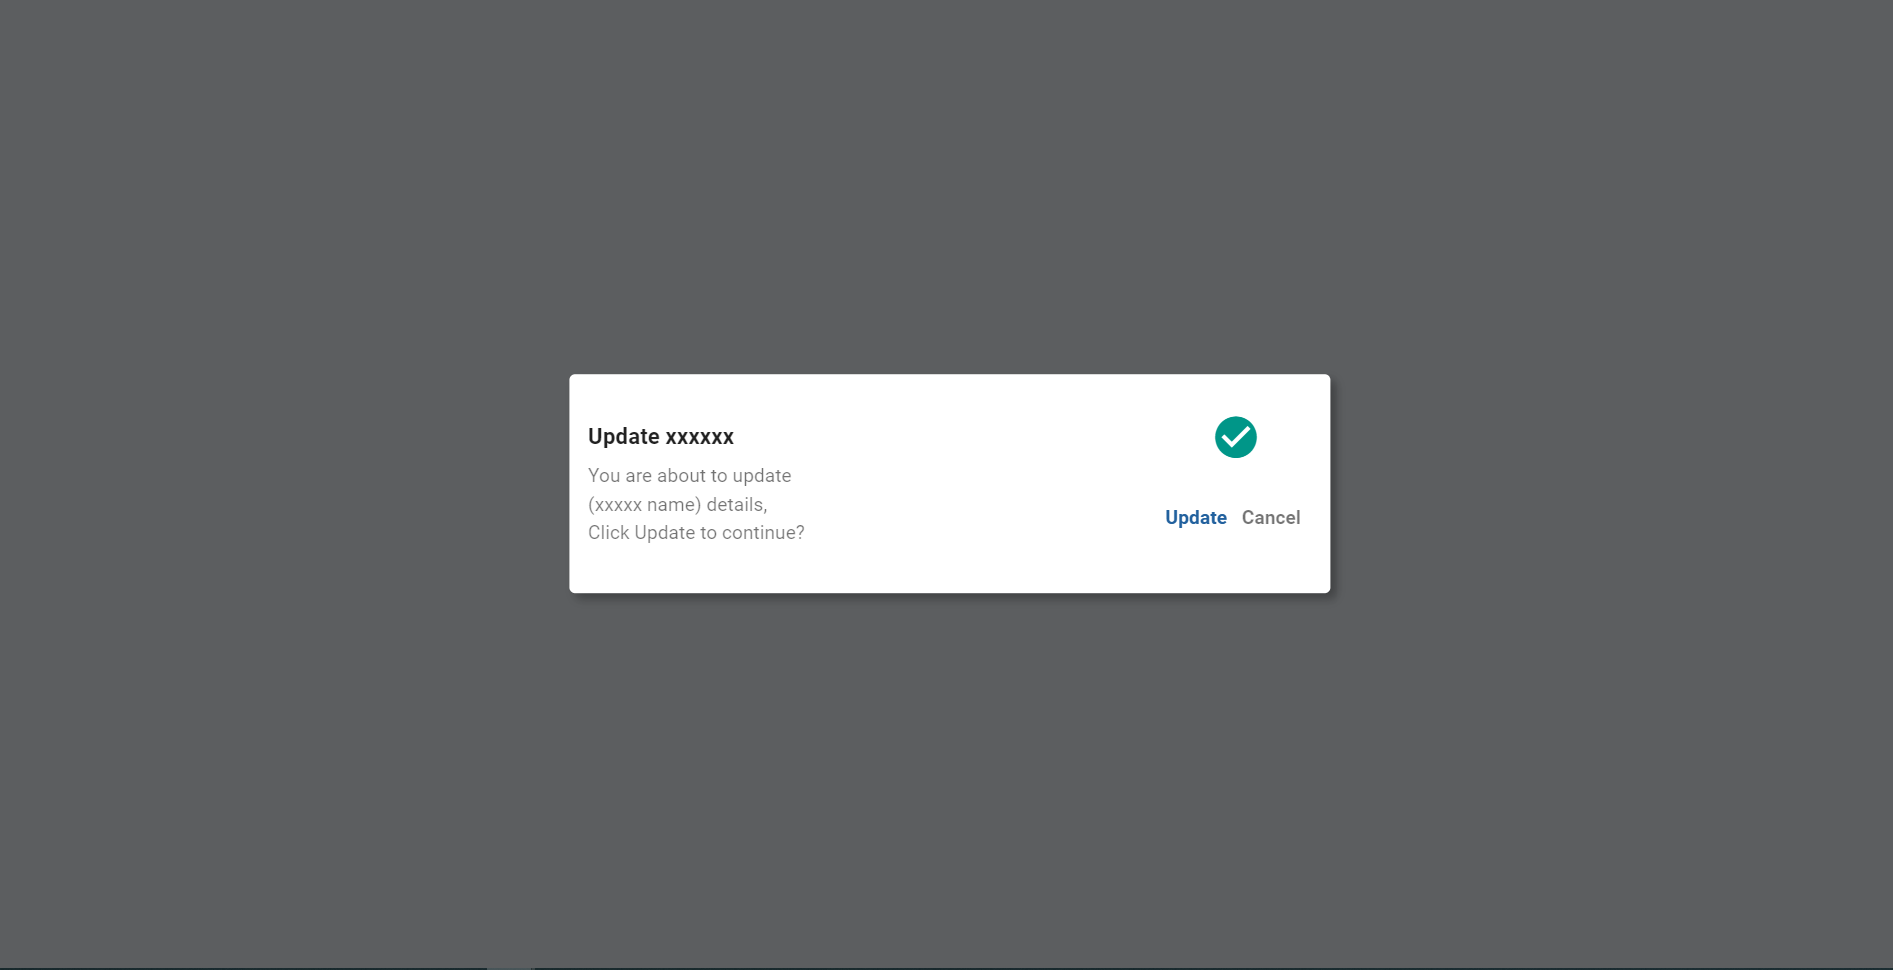 Update xxxxxx
You are about to update
(xxxxx name) details,
Click Update to continue?
Update Cancel